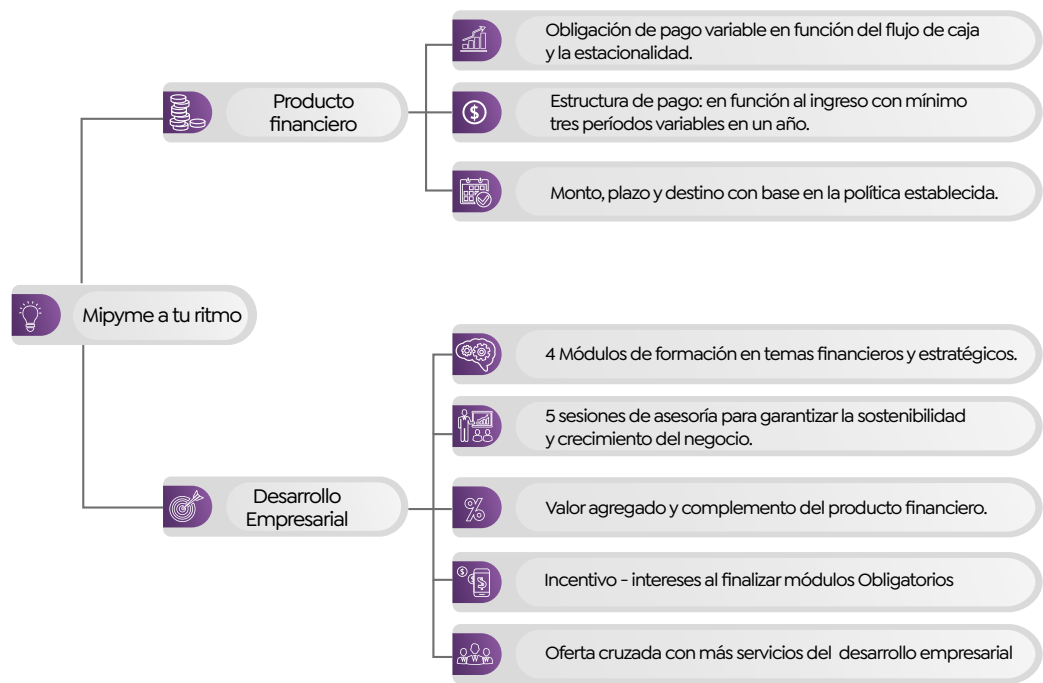 Mipyme a tu ritmo
Producto
financiero
Obligación de pago variable en función del flujo de caja
y la estacionalidad.
Estructura de pago: en función al ingreso con mínimo
tres períodos variables en un año.
Monto, plazo y destino con base en la política establecida.
Desarrollo
Empresarial
4 Módulos de formación en temas financieros y estratégicos.
5 sesiones de asesoría para garantizar la sostenibilidad
y crecimiento del negocio.
Valor agregado y complemento del producto financiero.
Incentivo - intereses al finalizar módulos Obligatorios
Oferta cruzada con más servicios del desarrollo empresarial